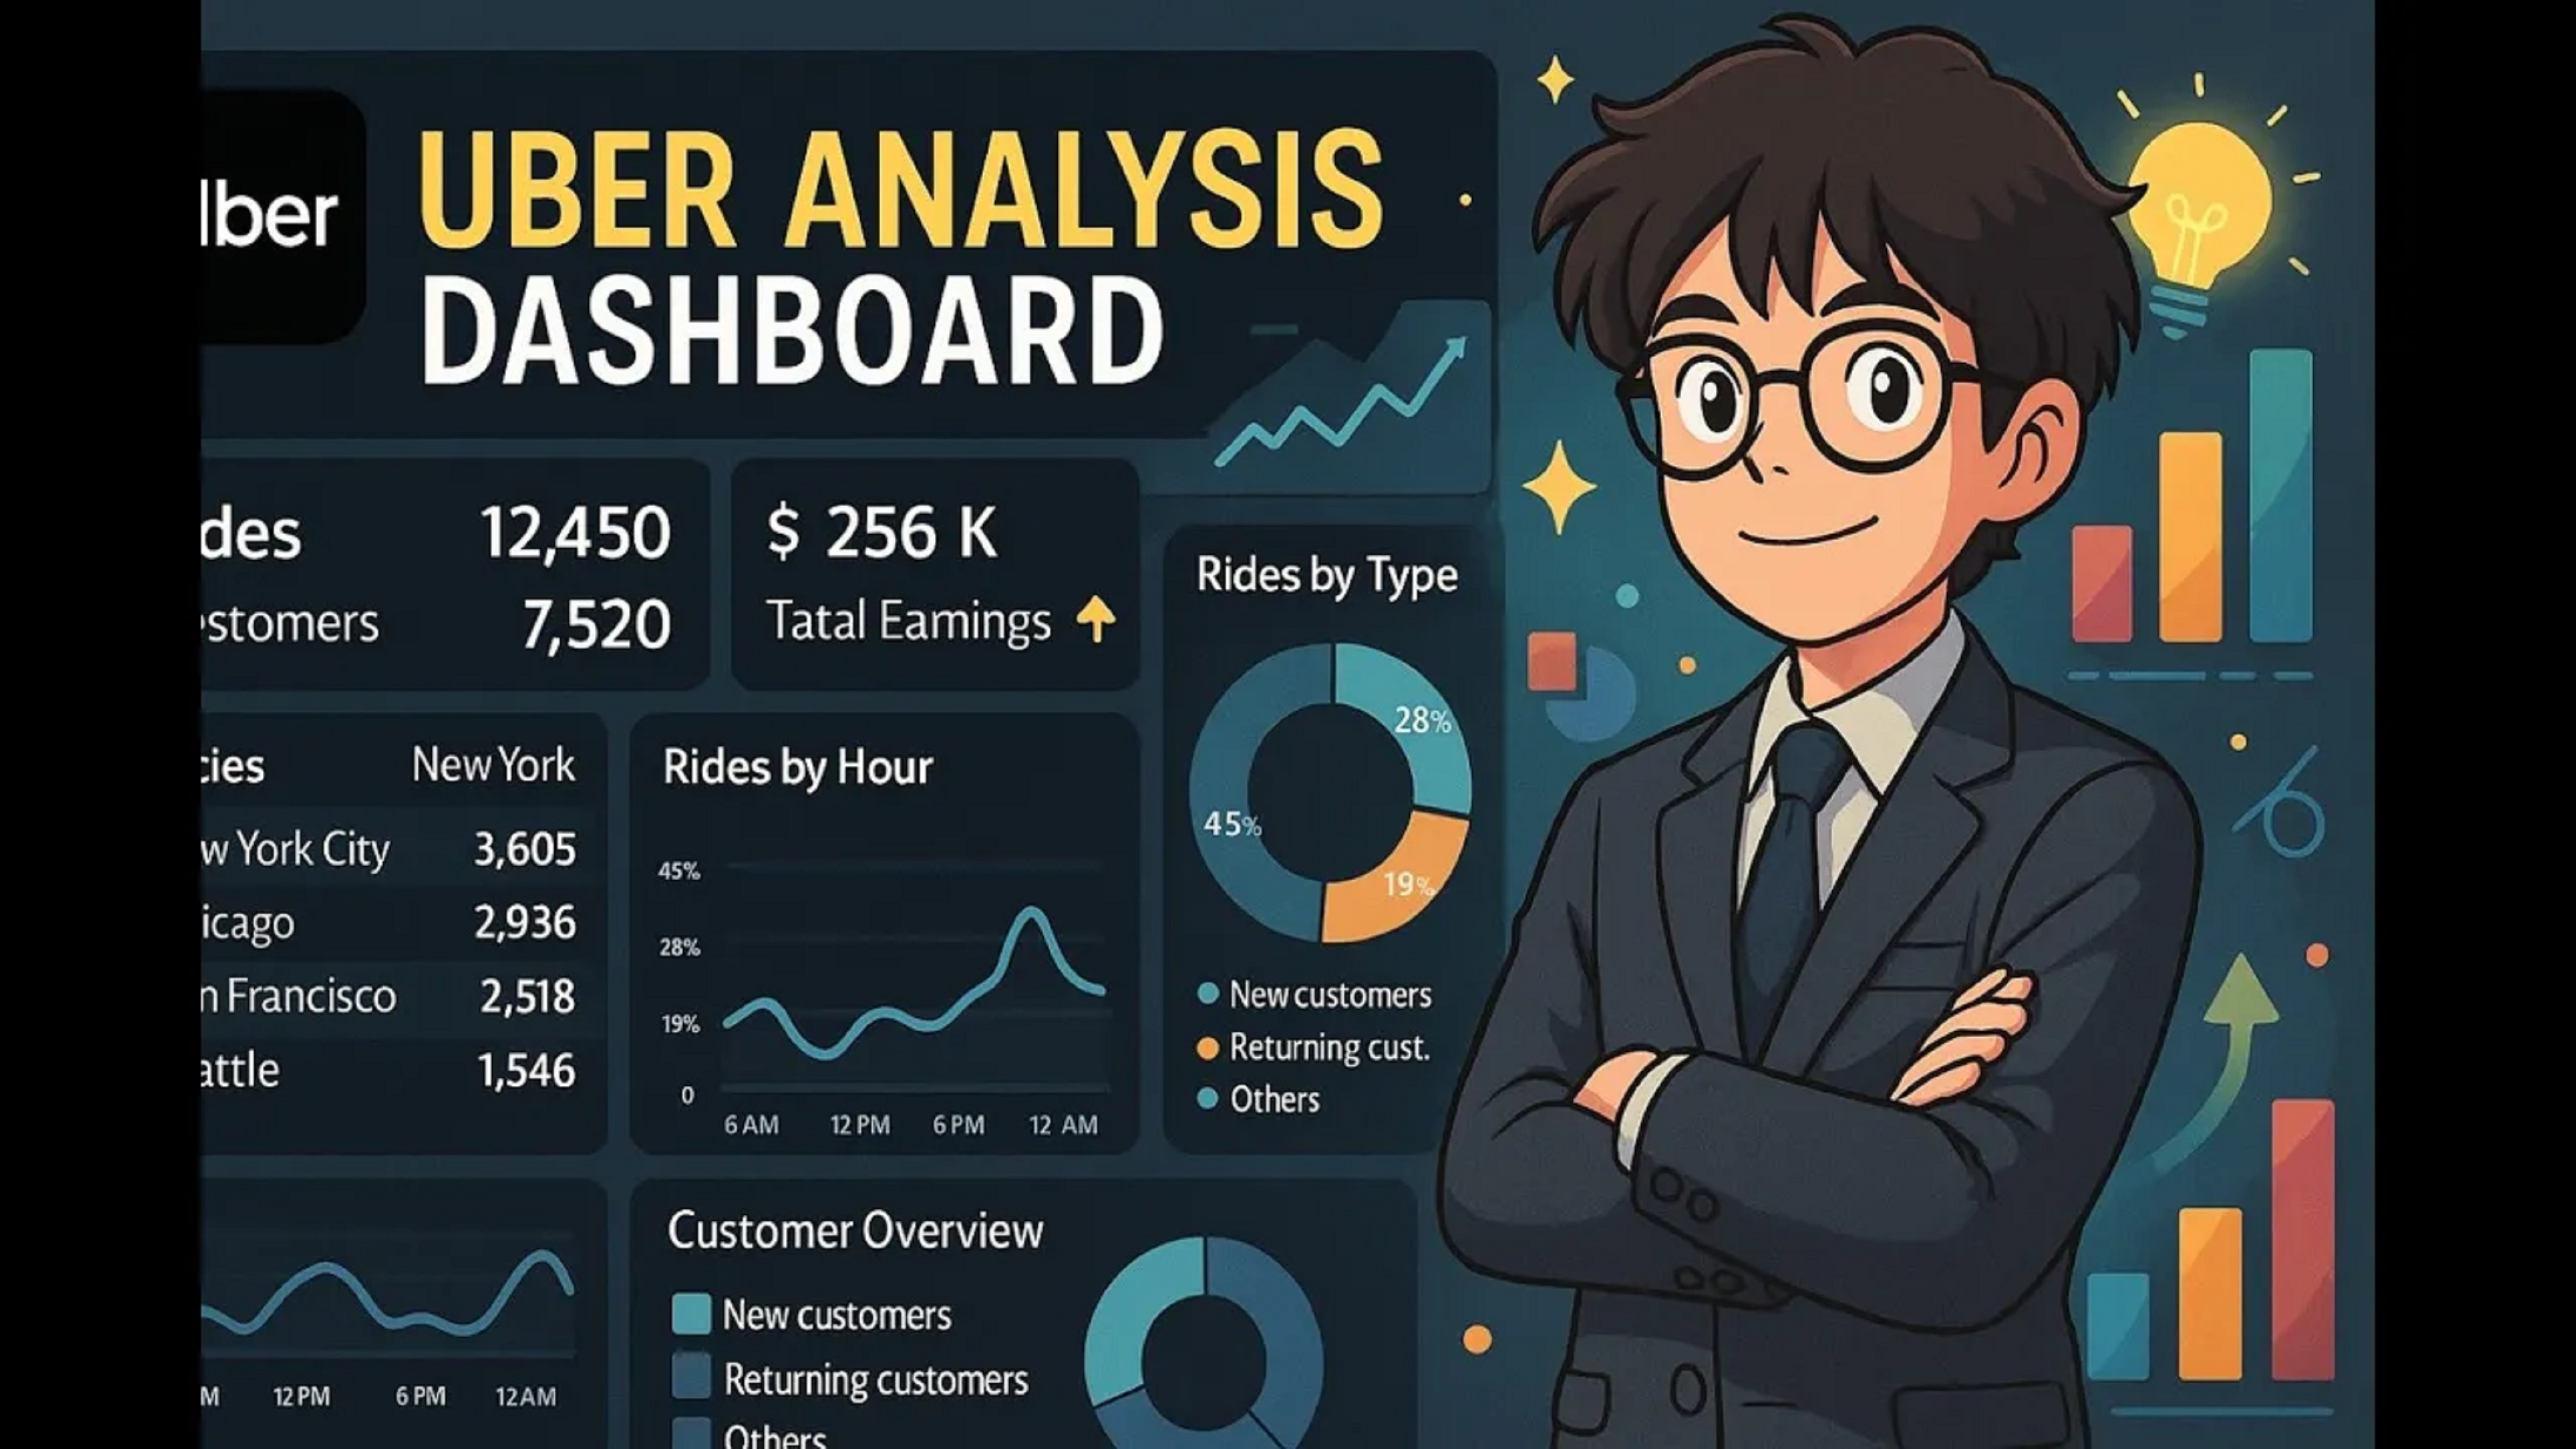 lber
UBER ANALYSIS
DASHBOARD
des 12,450
estomers 7,520
$ 256 K
Tatal Eamings
Rides by Type
28%
45%
19%
New customers
Returning cust.
Others
cies New York
w York City 3,605
icago 2,936
n Francisco 2,518
attle 1,546
Rides by Hour
45%
28%
19%
0
6 AM 12 PM 6 PM 12 AM
M 12 PM 6 PM 12 AM
Customer Overview
New customers
Returning customers
Others